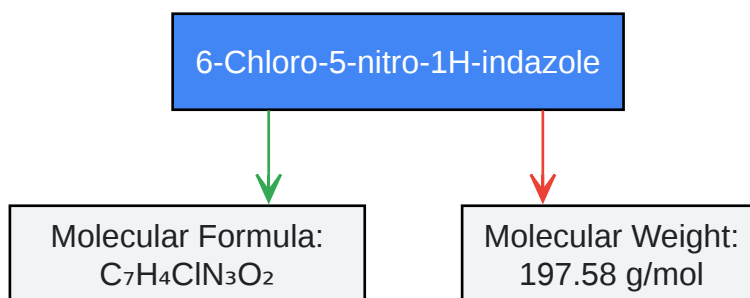 6-Chloro-5-nitro-1H-indazole
Molecular Formula:
C₇H₄ClN₃O₂
Molecular Weight:
197.58 g/mol